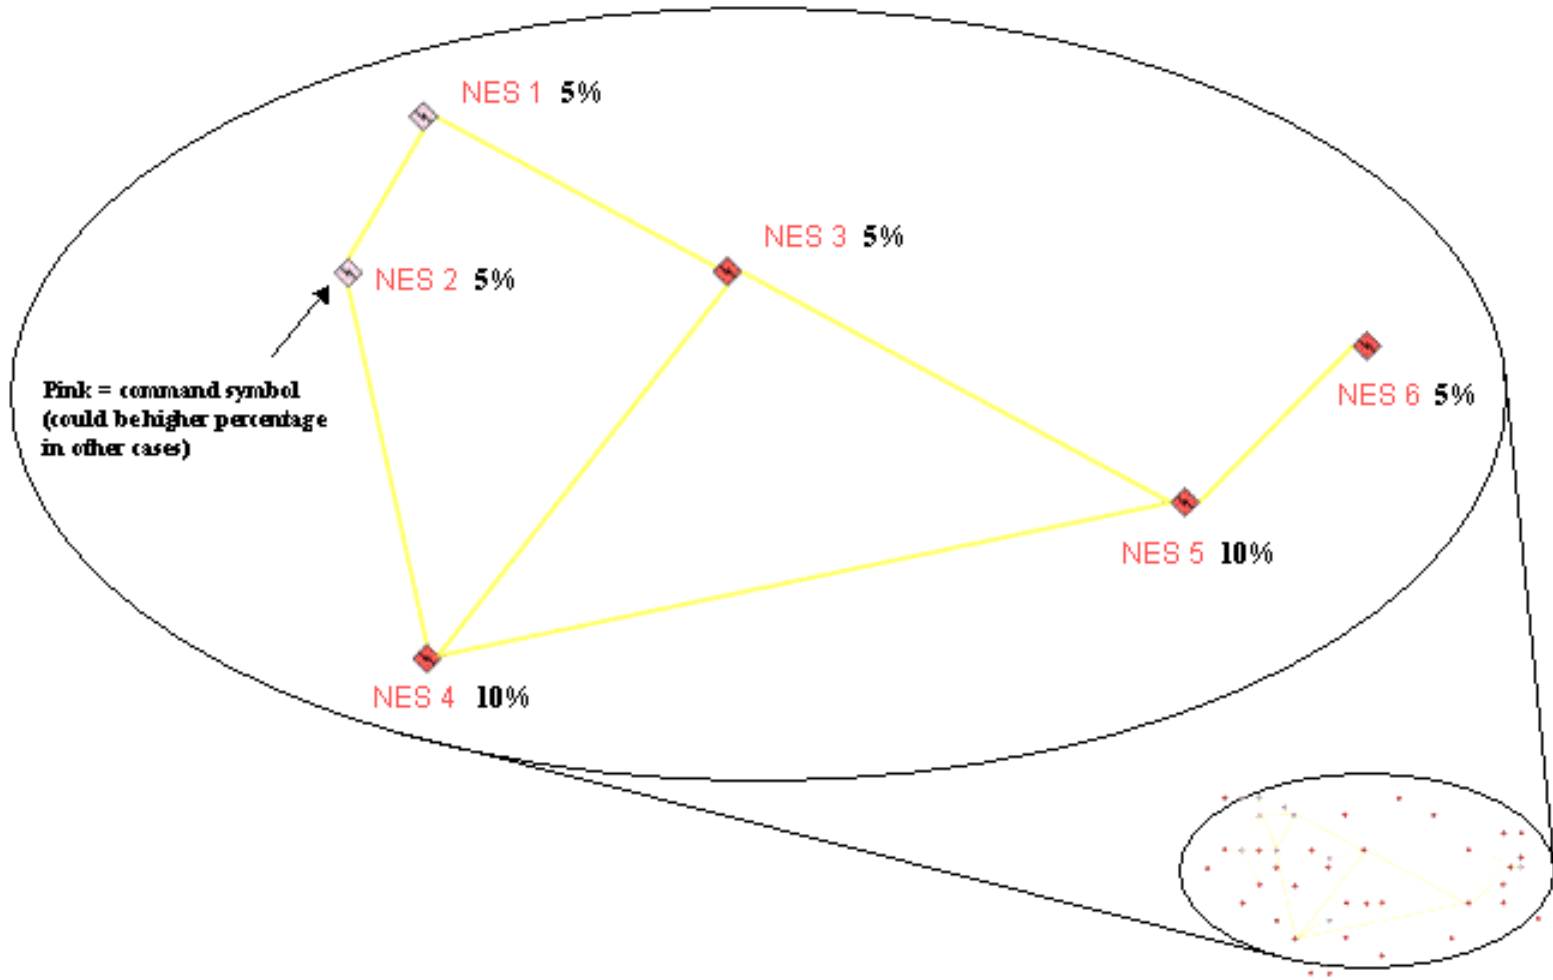 NES 1 5%
NES 3 5%
NES 2 5%
Pink = command symbol
(could be higher percentage
in other cases)
NES 6 5%
NES 5 10%
NES 4 10%